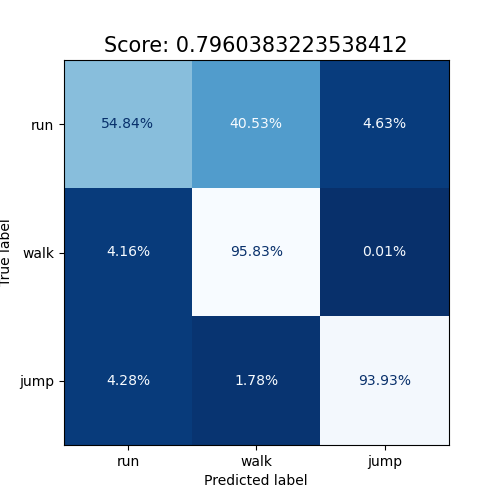 Score: 0.7960383223538412
True label
run
54.84%
40.53%
4.63%
walk
4.16%
95.83%
0.01%
jump
4.28%
1.78%
93.93%
run
walk
jump
Predicted label